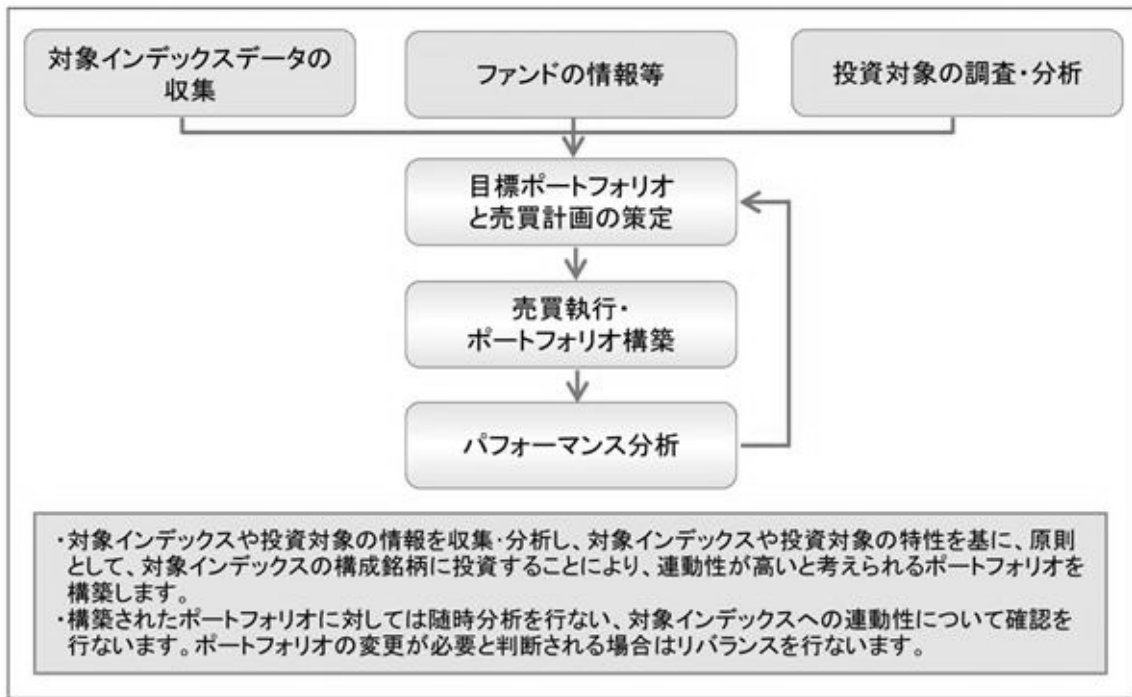 対象インデックスデータの
収集
ファンドの情報等
投資対象の調査・分析
目標ポートフォリオ
と売買計画の策定
売買執行・
ポートフォリオ構築
パフォーマンス分析
・対象インデックスや投資対象の情報を収集・分析し、対象インデックスや投資対象の特性を基に、原則
として、対象インデックスの構成銘柄に投資することにより、連動性が高いと考えられるポートフォリオを
構築します。
・構築されたポートフォリオに対しては随時分析を行ない、対象インデックスへの連動性について確認を
行ないます。ポートフォリオの変更が必要と判断される場合はリバランスを行ないます。